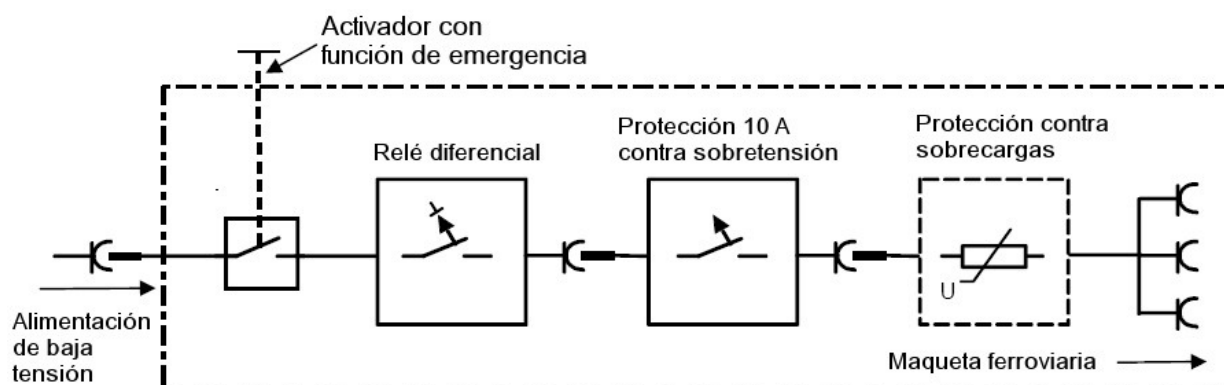 Activador con
función de emergencia
Relé diferencial
Protección 10 A
contra sobretensión
Protección contra
sobrecargas
U
Alimentación
de baja
tensión
Maqueta ferroviaria